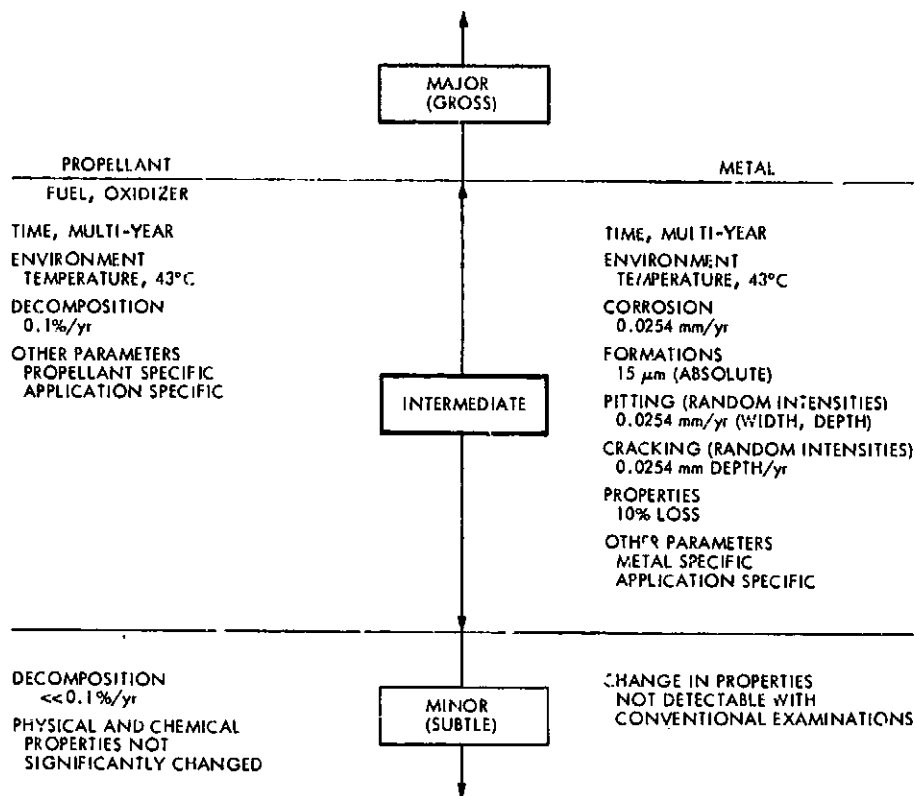 MAJOR
(GROSS)
PROPELLANT
METAL
FUEL, OXIDIZER
TIME, MULTI-YEAR
ENVIRONMENT
TEMPERATURE, 43°C
DECOMPOSITION
0.1%/yr
OTHER PARAMETERS
PROPELLANT SPECIFIC
APPLICATION SPECIFIC
INTERMEDIATE
TIME, MULTI-YEAR
ENVIRONMENT
TEMPERATURE, 43°C
CORROSION
0.0254 mm/yr
FORMATIONS
15 μm (ABSOLUTE)
PITTING (RANDOM INTENSITIES)
0.0254 mm/yr (WIDTH, DEPTH)
CRACKING (RANDOM INTENSITIES)
0.0254 mm DEPTH/yr
PROPERTIES
10% LOSS
OTHER PARAMETERS
METAL SPECIFIC
APPLICATION SPECIFIC
DECOMPOSITION
<<0.1%/yr
PHYSICAL AND CHEMICAL
PROPERTIES NOT
SIGNIFICANTLY CHANGED
MINOR
(SUBTLE)
CHANGE IN PROPERTIES
NOT DETECTABLE WITH
CONVENTIONAL EXAMINATIONS